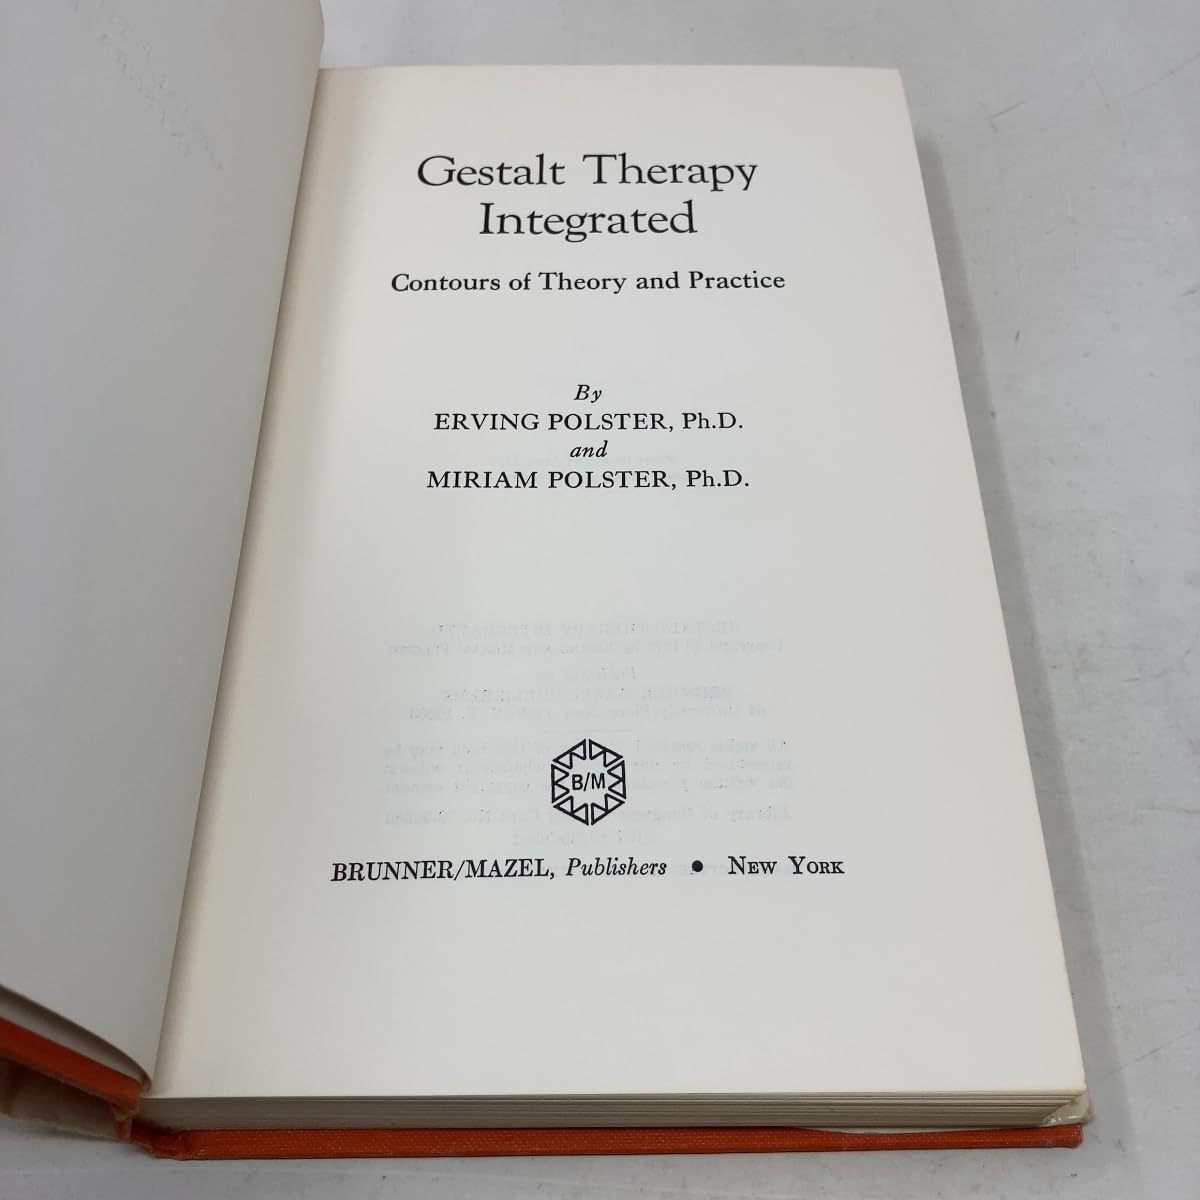 Gestalt Therapy
Integrated
Contours of Theory and Practice
By
ERVING POLSTER, Ph.D.
and
MIRIAM POLSTER, Ph.D.
B/M
BRUNNER/MAZEL, Publishers • NEW YORK